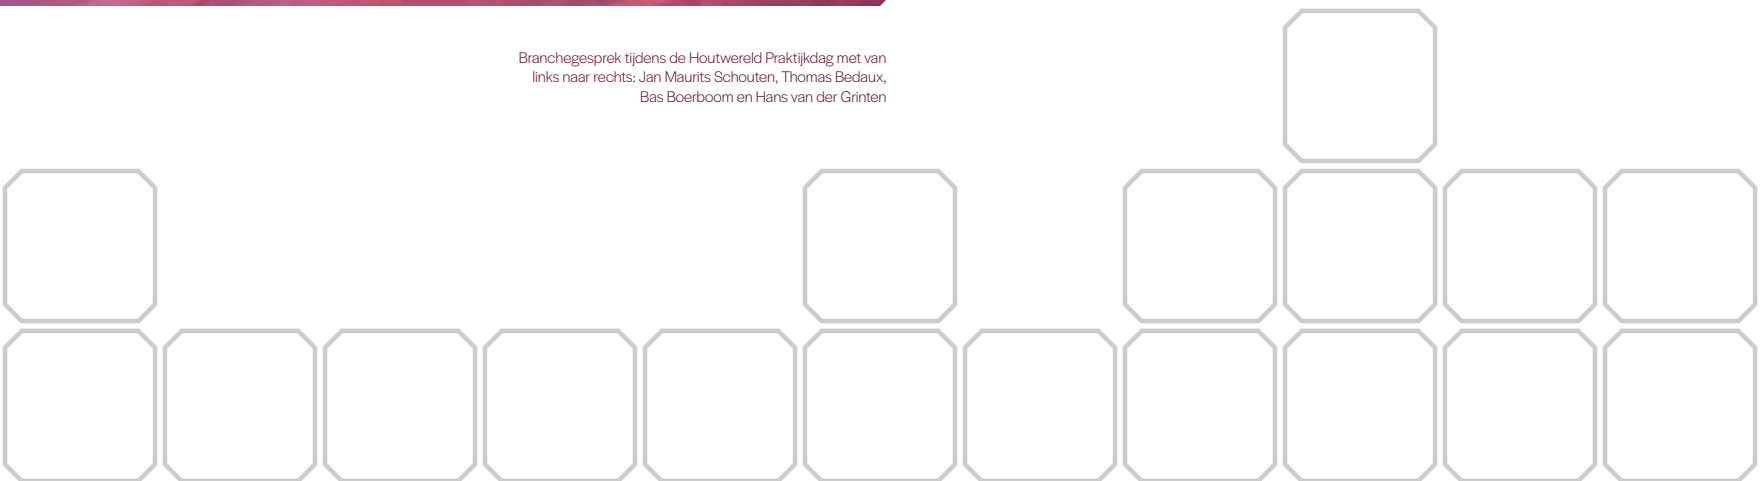 Branchegesprek tijdens de Houtwereld Praktijkdag met van
links naar rechts: Jan Maurits Schouten, Thomas Bedaux,
Bas Boerboom en Hans van der Grinten